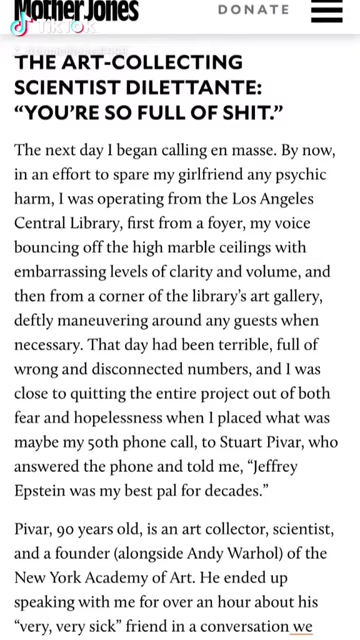 Mother Jones
DONATE
TikTok
THE ART-COLLECTING
SCIENTIST DILETTANTE:
“YOU’RE SO FULL OF SHIT.”
The next day I began calling en masse. By now,
in an effort to spare my girlfriend any psychic
harm, I was operating from the Los Angeles
Central Library, first from a foyer, my voice
bouncing off the high marble ceilings with
embarrassing levels of clarity and volume, and
then from a corner of the library’s art gallery,
deftly maneuvering around any guests when
necessary. That day had been terrible, full of
wrong and disconnected numbers, and I was
close to quitting the entire project out of both
fear and hopelessness when I placed what was
maybe my 50th phone call, to Stuart Pivar, who
answered the phone and told me, “Jeffrey
Epstein was my best pal for decades.”
Pivar, 90 years old, is an art collector, scientist,
and a founder (alongside Andy Warhol) of the
New York Academy of Art. He ended up
speaking with me for over an hour about his
“very, very sick” friend in a conversation we